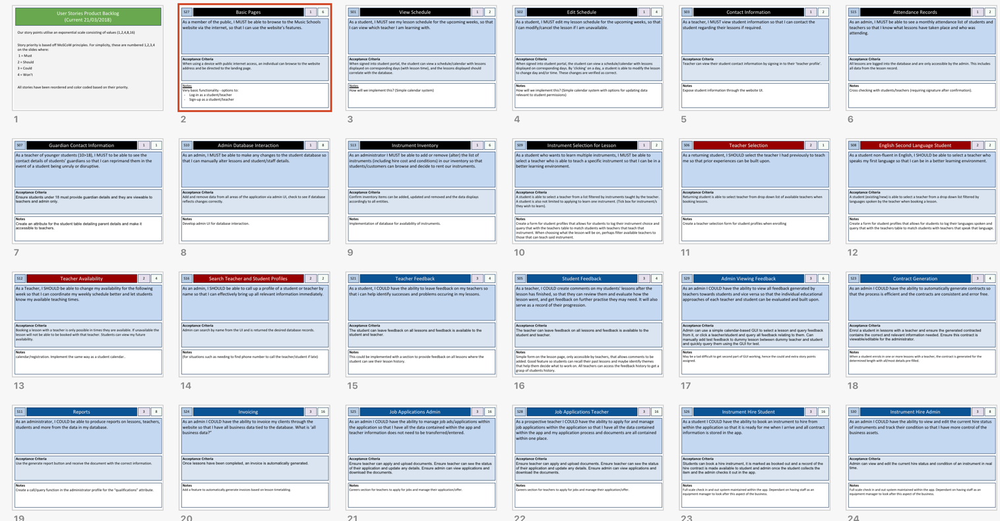 User Stories Product Backlog
(Current 21/03/2018)
Our story points utilise an exponential scale consisting of values (1,2,4,8,16)
Story priority is based off MoSCoW principles. For simplicity, these are numbered 1,2,3,4
on the slides where:
1 = Must
2 = Should
3 = Could
4 = Won't
All stories have been reordered and color coded based on their priority.
1
S27 Basic Pages 1 6
As a member of the public, I MUST be able to browse to the Music Schools
website via the internet, so that I can use the website's features.
Acceptance Criteria
When using a device with public internet access, an individual can browse to the website
address and be directed to the landing page.
Notes
Very basic functionality - options to:
- Log-in as a student/teacher
- Sign-up as a student/teacher
2
S01 View Schedule 1 2
As a student, I MUST see my lesson schedule for the upcoming weeks, so that
I can view which teacher I am learning with.
Acceptance Criteria
When signed into student portal, the student can view a schedule/calendar with lessons
displayed on corresponding days (with lesson time), and the lessons displayed should
correlate with the database.
Notes
How will we implement this? (Simple calendar system)
3
S02 Edit Schedule 1 4
As a student, I MUST edit my lesson schedule for the upcoming weeks, so that
I can modify/cancel the lesson if I am unavailable.
Acceptance Criteria
When signed into student portal, the student can view a schedule/calendar with lessons
displayed on corresponding days. By 'clicking' on a day, a student is able to modify the lesson
to change day and/or time. These changes are verified as correct.
Notes
How will we implement this? (Simple calendar system with options for updating data
relevant to student permissions)
4
S03 Contact Information 1 2
As a teacher, I MUST view student information so that I can contact the
student regarding their lessons if required.
Acceptance Criteria
Teacher can view their student contact information by signing in to their 'teacher profile'.
Notes
Expose student information through the website UI.
5
S15 Attendance Records 1 2
As an admin, I MUST be able to see a monthly attendance list of students and
teachers so that I know what lessons have taken place and who was
attending.
Acceptance Criteria
All lessons are logged into the database and are only accessible by the admin. This includes
all data from the lesson record.
Notes
Cross checking with students/teachers (requiring signature after confirmation).
6
S07 Guardian Contact Information 1 1
As a teacher of younger students (10>18), I MUST to be able to see the
contact details of students' guardians so that I can reprimand them in the
event of a student being unruly or disruptive.
Acceptance Criteria
Ensure students under 18 must provide guardian details and they are viewable to
teachers and admin only.
Notes
Create an attribute for the student table detailing parent details and make it
accessible to teachers.
7
S10 Admin Database Interaction 1 8
As an admin, I MUST be able to make any changes to the student database so
that I can manually alter lessons and student/staff details.
Acceptance Criteria
Add and remove data from all areas of the application via admin UI, check to see if database
reflects changes correctly.
Notes
Develop admin UI for database interaction.
8
S13 Instrument Inventory 1 6
As an administrator I MUST be able to add or remove (alter) the list of
instruments (including hire cost and conditions) in our inventory so that
students/customers can browse and decide to rent our instruments.
Acceptance Criteria
Confirm inventory items can be added, updated and removed and the data displays
accordingly to all entities.
Notes
Implementation of database for availability of instruments.
9
S09 Instrument Selection for Lesson 1 2
As a student who wants to learn multiple instruments, I MUST be able to
select a teacher who is able to teach a specific instrument so that I can be in a
better learning environment.
Acceptance Criteria
A student is able to select a teacher from a list filtered by instruments taught by the teacher.
A student is also not limited to applying to learning one instrument. (Tick box for instrument/s
they wish to learn).
Notes
Create a form for student profiles that allows for students to log their instrument choice and
query that with the teachers table to match students with teachers that teach that
instrument. When choosing what the lesson will be on, perhaps filter available teachers to
those that can teach said instrument.
10
S06 Teacher Selection 2 1
As a returning student, I SHOULD select the teacher I had previously to teach
me so that prior experiences can be built upon.
Acceptance Criteria
Returning student is able to select teacher from drop down list of available teachers when
booking lessons.
Notes
Create a teacher selection form for student profiles when enrolling
11
S08 English Second Language Student 2 2
As a student non-fluent in English, I SHOULD be able to select a teacher who
speaks my first language so that I can be in a better learning environment.
Acceptance Criteria
A student (existing/new) is able to select a teacher from a drop down list filtered by
languages spoken by the teacher when booking a lesson.
Notes
Create a form for student profiles that allows for students to log their languages spoken and
query that with the teachers table to match students with teachers that speak that language.
12
S12 Teacher Availability 2 4
As a Teacher, I SHOULD be able to change my availability for the following
week so that I can coordinate my weekly schedule better and let students
know my available teaching times.
Acceptance Criteria
Booking a lesson with a teacher is only possible in times they are available. If unavailable the
lesson will not be able to be booked with that teacher. Students can view my future
availability.
Notes
calendar/registration. Implement the same way as a student calendar..
13
S16 Search Teacher and Student Profiles 2 2
As an admin, I SHOULD be able to call up a profile of a student or teacher by
name so that I can effectively bring up all relevant information immediately.
Acceptance Criteria
Admin can search by name from the UI and is returned the desired database records.
Notes
(for situations such as needing to find phone number to call the teacher/student if late)
14
S21 Teacher Feedback 3 4
As a student, I COULD have the ability to leave feedback on my teachers so
that I can help identify successes and problems occuring in my lessons.
Acceptance Criteria
The student can leave feedback on all lessons and feedback is available to the
student and teacher.
Notes
This could be implemented with a section to provide feedback on all lessons where the
student can see their lesson history.
15
S05 Student Feedback 3 4
As a teacher, I COULD create comments on my students' lessons after the
lesson has finished, so that they can review them and evaluate how the
lesson went, and get feedback on further practise they may need. It will also
serve as a record of their progression.
Acceptance Criteria
The teacher can leave feedback on all lessons and feedback is available to the
student and teacher.
Notes
Simple form on the lesson page, only accessible by teachers, that allows comments to be
added. Good feature so students can recall their past lessons and maybe identify themes
that help them decide what to work on. All teachers can access the feedback history to get a
grasp of students history.
16
S29 Admin Viewing Feedback 3 6
As an admin I COULD have the ability to view all feedback generated by
teachers towards students and vice versa so that the individual educational
approaches of each teacher and student can be evaluated and built upon.
Acceptance Criteria
Admin can use a simple calendar-based GUI to select a lesson and query feedback
from it, or click a teacher/student and query all feedback relating to them. Can
manually add test feedback to dummy lesson between dummy teacher and student
and quickly query them using the GUI for test.
Notes
May be a tad difficult to get second part of GUI working, hence the could and extra story points
assigned.
17
S23 Contract Generation 3 4
As an admin I COULD have the ability to automatically generate contracts so
that the process is efficient and the contracts are consistent and error free.
Acceptance Criteria
Enrol a student in lessons with a teacher and ensure the generated contracted
contains the correct and relevant information needed. Ensure this contract is
viewable/editable for the administrator.
Notes
When a student enrols in one or more lessons with a teacher, the contract is generated for the
determined length with all/most details pre-filled.
18
S11 Reports 3 8
As an administrator, I COULD be able to produce reports on lessons, teachers,
students and more from the data in my database.
Acceptance Criteria
Use the generate report button and receive the document with the correct information.
Notes
Create a call/query function in the administrator profile for the "qualifications" attribute.
19
S24 Invoicing 3 16
As an admin I COULD have the ability to invoice my clients through the
website so that I have all business data tied to the database. What is 'all
business data?"
Acceptance Criteria
Once lessons have been completed, an invoice is automatically generated.
Notes
Add a feature to automatically generate invoices based on lesson timetabling.
20
S25 Job Applications Admin 3 16
As an admin I COULD have the ability to manage job ads/applications within
the application so that I have all the data contained within the app and
teacher information does not need to be transferred/entered.
Acceptance Criteria
Ensure teacher can apply and upload documents. Ensure teacher can see the status
of their application and update any details. Ensure admin can view applications and
download the documents.
Notes
Careers section for teachers to apply for jobs and manage their application/offer.
21
S28 Job Applications Teacher 3 16
As a prospective teacher I COULD have the ability to apply for and manage
job applications within the application so that I have all the data contained
within the app and my application process and documents are all contained
within one place.
Acceptance Criteria
Ensure teacher can apply and upload documents. Ensure teacher can see the status
of their application and update any details. Ensure admin can view applications and
download the documents.
Notes
Careers section for teachers to apply for jobs and manage their application/offer.
22
S26 Instrument Hire Student 3 16
As a student I COULD have the ability to book an instrument to hire from
within the application so that it is ready for me when I arrive and all contract
information is stored in the app.
Acceptance Criteria
Students can book a hire instrument, it is marked as booked out and a record of the
hire contract is made available to student and admin once the student collects the
item and the admin checks it out in the app.
Notes
Full scale check in and out system maintained within the app. Dependant on having staff as an
equipment manager to look after this aspect of the business.
23
S30 Instrument Hire Admin 3 8
As an admin I COULD have the ability to view and edit the current hire status
of instruments and track their condition so that I have more control of the
business assets.
Acceptance Criteria
Admin can view and edit the current hire status and condition of an instrument in real
time.
Notes
Full scale check in and out system maintained within the app. Dependant on having staff as an
equipment manager to look after this aspect of the business.
24